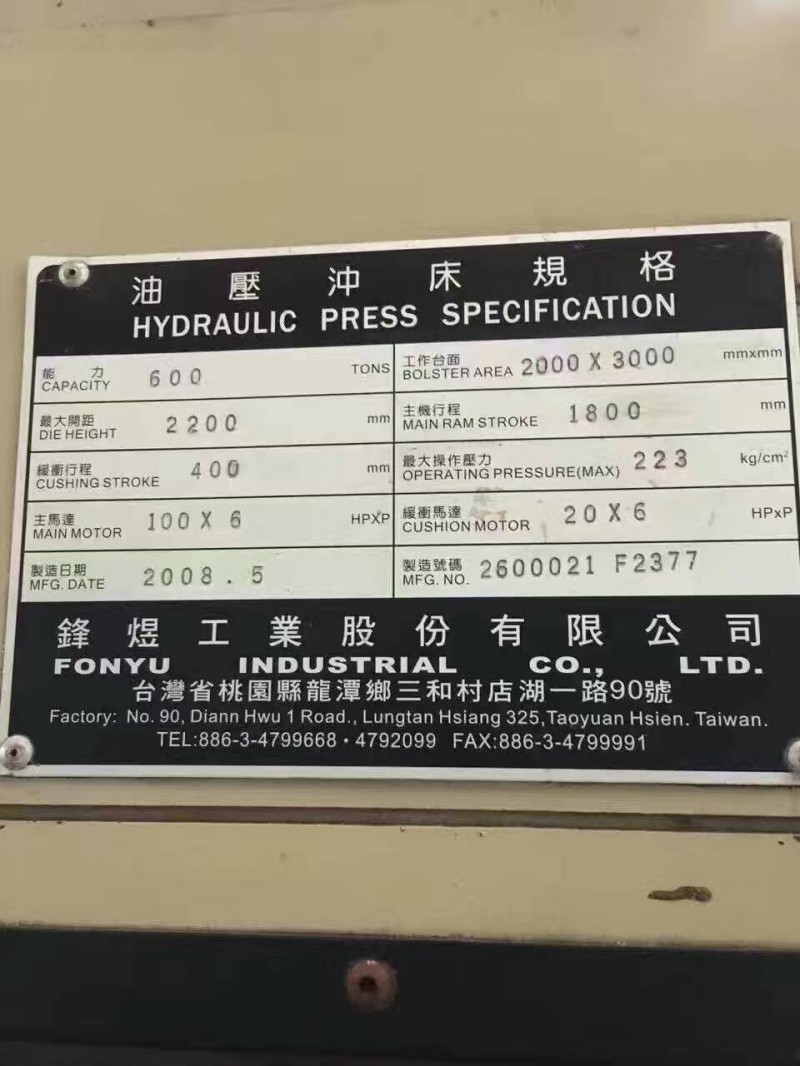 油壓沖床規格
HYDRAULIC PRESS SPECIFICATION
能力 CAPACITY 600 TONS
工作台面 BOLSTER AREA 2000 X 3000 mmxmm
最大開距 DIE HEIGHT 2200 mm
主機行程 MAIN RAM STROKE 1800 mm
緩衝行程 CUSHING STROKE 400 mm
最大操作壓力 OPERATING PRESSURE(MAX) 223 kg/cm²
主馬達 MAIN MOTOR 100 X 6 HPXP
緩衝馬達 CUSHION MOTOR 20 X 6 HPxP
製造日期 MFG. DATE 2008.5
製造號碼 MFG. NO. 2600021 F2377
鋒煜工業股份有限公司
FONYU INDUSTRIAL CO., LTD.
台灣省桃園縣龍潭鄉三和村店湖一路90號
Factory: No. 90, Diann Hwu 1 Road., Lungtan Hsiang 325, Taoyuan Hsien. Taiwan.
TEL:886-3-4799668・4792099 FAX:886-3-4799991